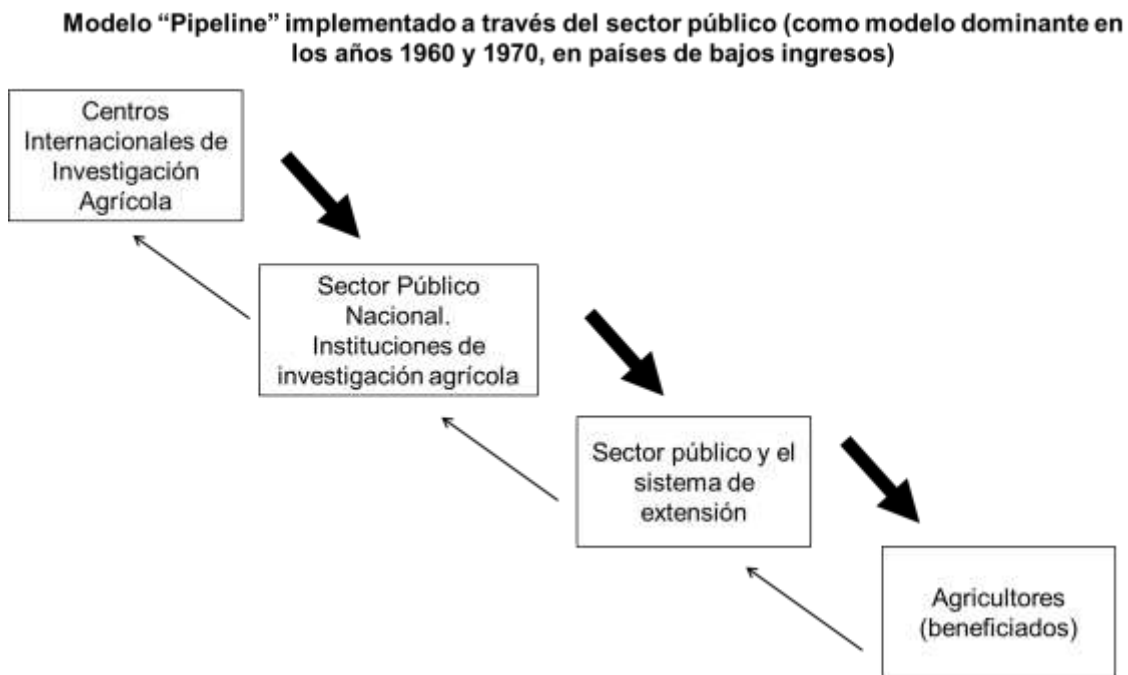 Modelo “Pipeline” implementado a través del sector público (como modelo dominante en
los años 1960 y 1970, en países de bajos ingresos)
Centros
Internacionales de
Investigación
Agrícola
Sector Público
Nacional.
Instituciones de
investigación agrícola
Sector público y el
sistema de
extensión
Agricultores
(beneficiados)